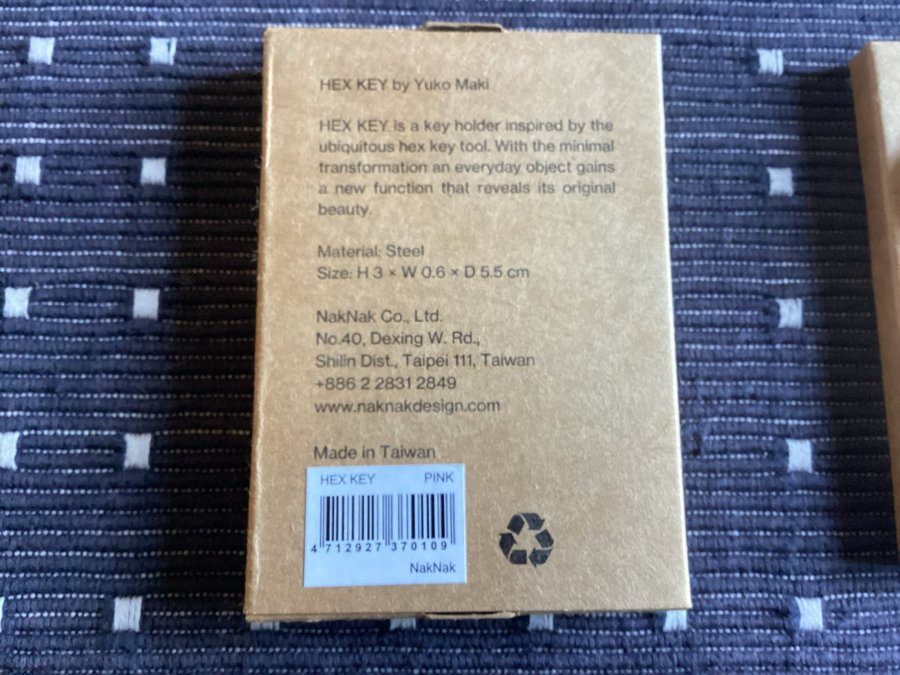 HEX KEY by Yuko Maki
HEX KEY is a key holder inspired by the
ubiquitous hex key tool. With the minimal
transformation an everyday object gains
a new function that reveals its original
beauty.
Material: Steel
Size: H 3 × W 0.6 × D 5.5 cm
NakNak Co., Ltd.
No.40, Dexing W. Rd.,
Shilin Dist., Taipei 111, Taiwan
+886 2 2831 2849
www.naknakdesign.com
Made in Taiwan
HEX KEY PINK
4 712927 370109
NakNak